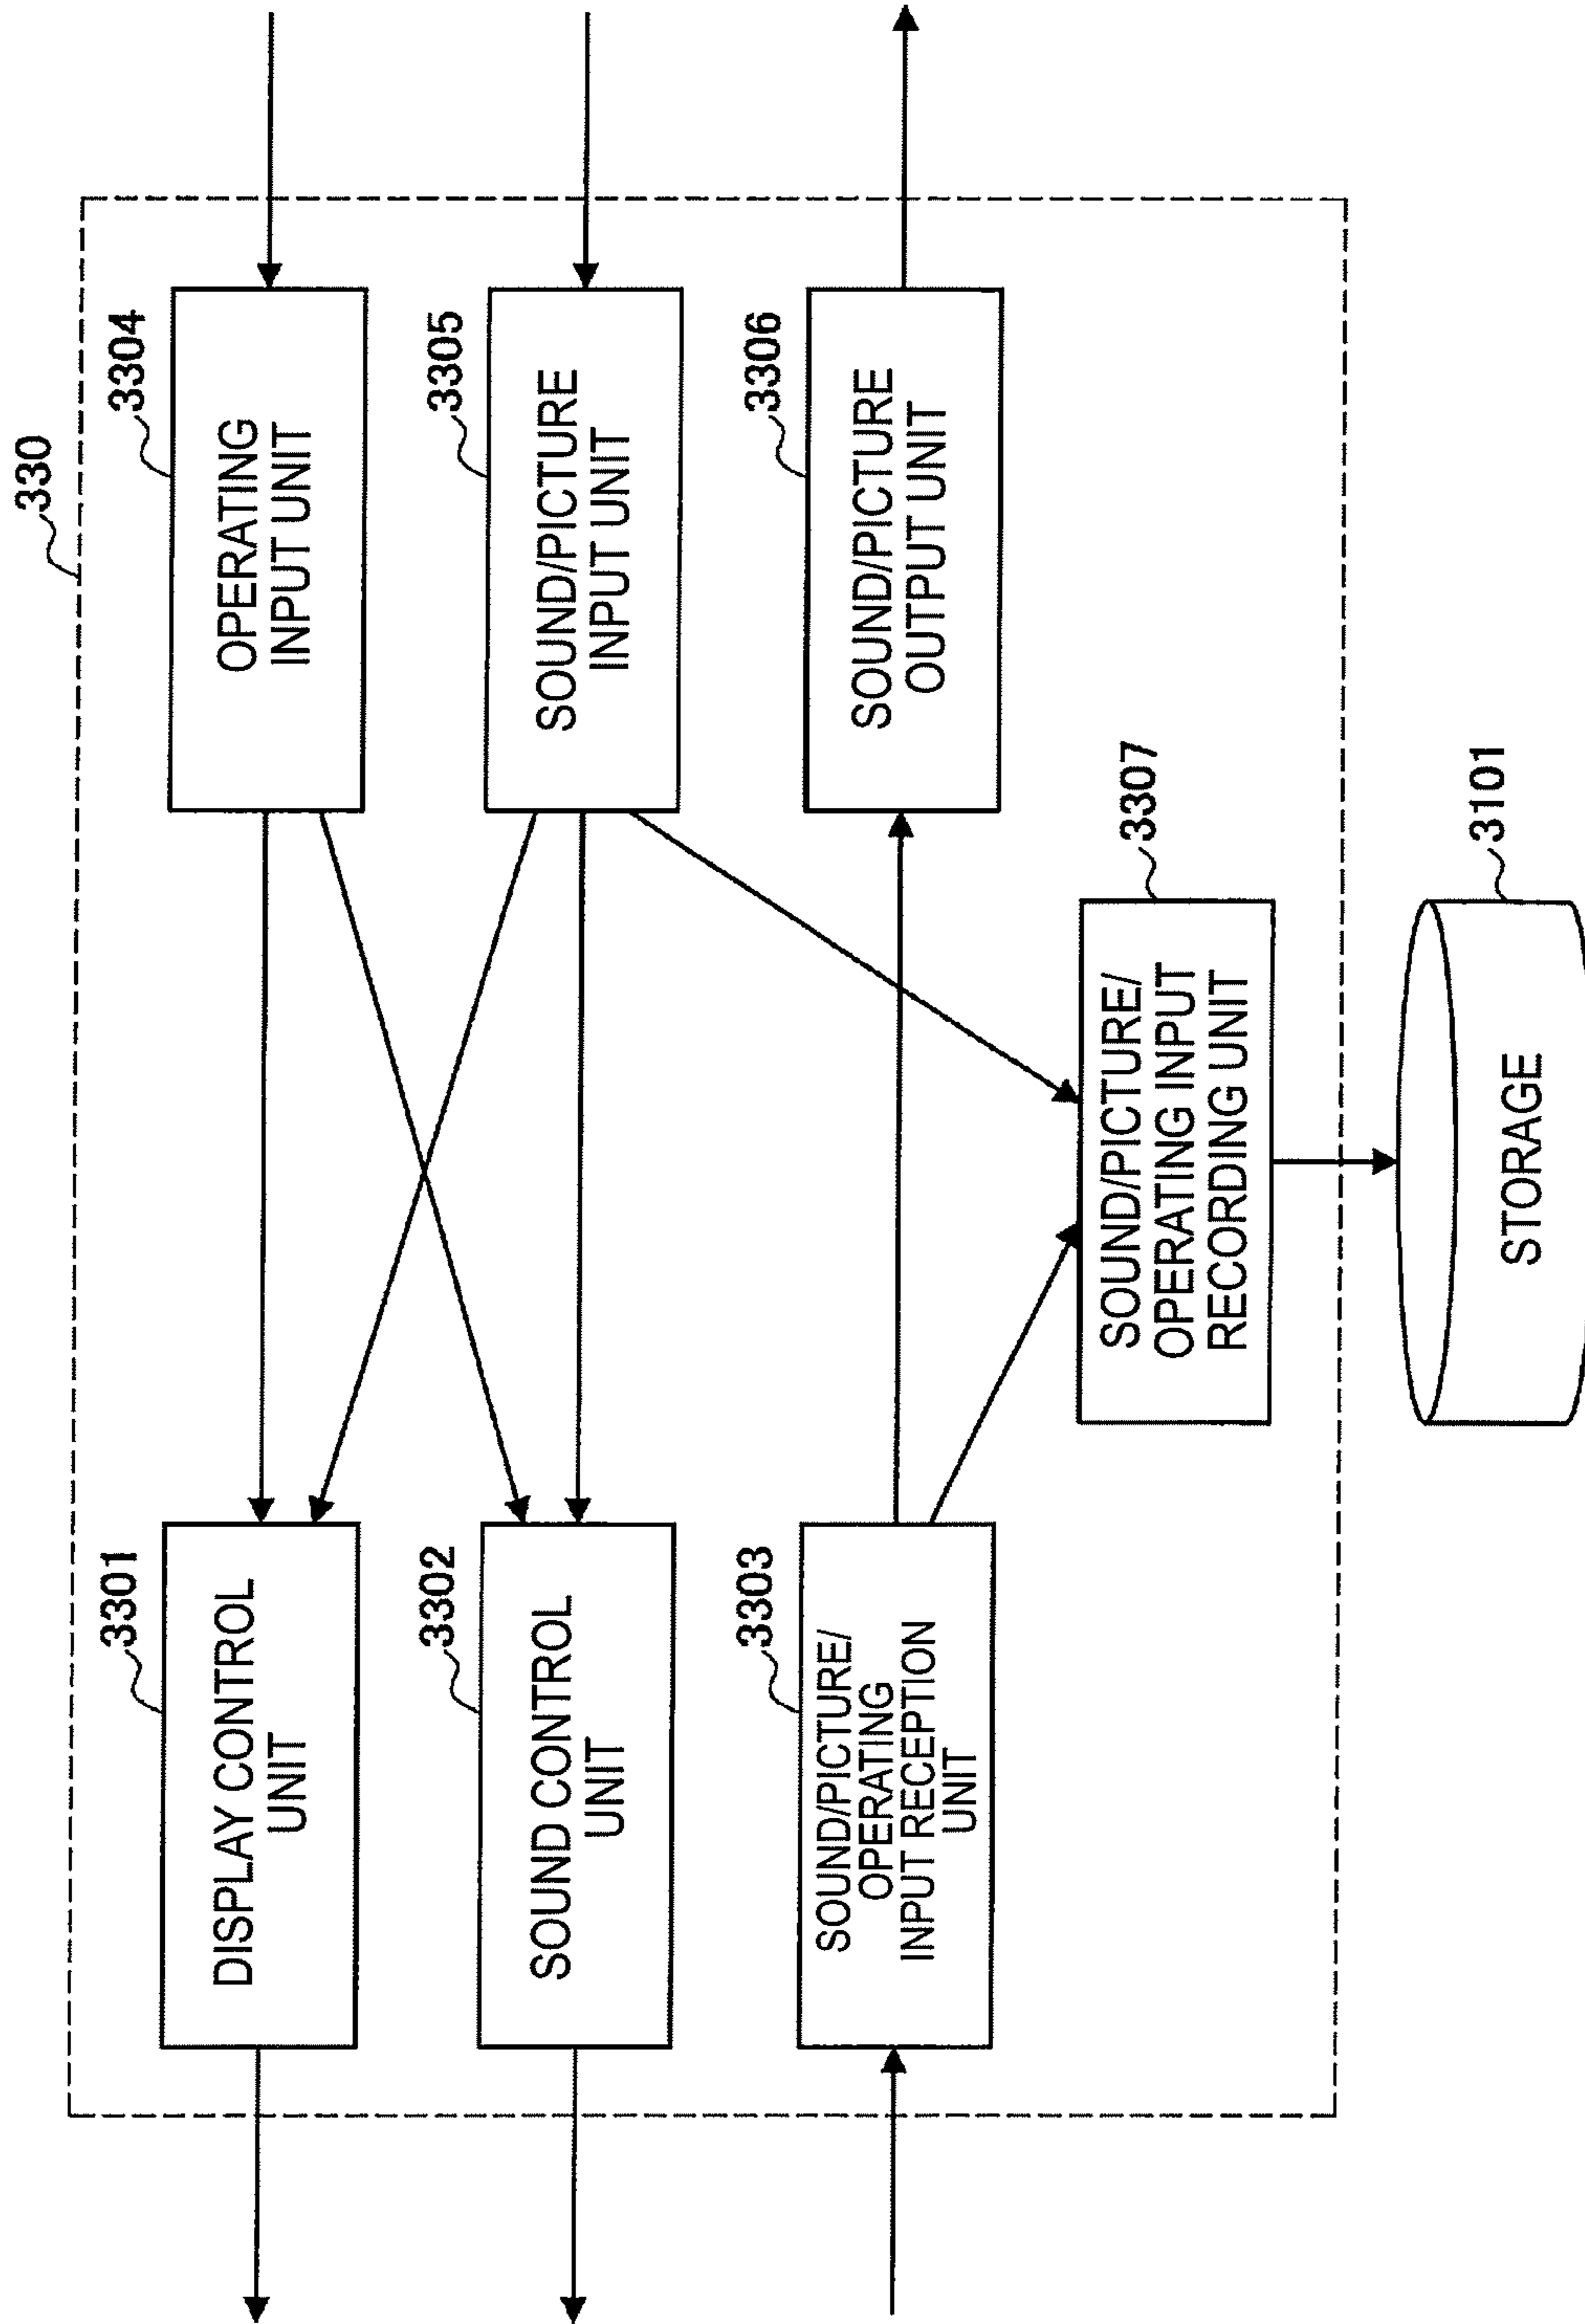 330
3301
DISPLAY CONTROL
UNIT
3304
OPERATING
INPUT UNIT
3302
SOUND CONTROL
UNIT
3305
SOUND/PICTURE
INPUT UNIT
3303
SOUND/PICTURE/
OPERATING
INPUT RECEPTION
UNIT
3306
SOUND/PICTURE
OUTPUT UNIT
3307
SOUND/PICTURE/
OPERATING INPUT
RECORDING UNIT
3101
STORAGE